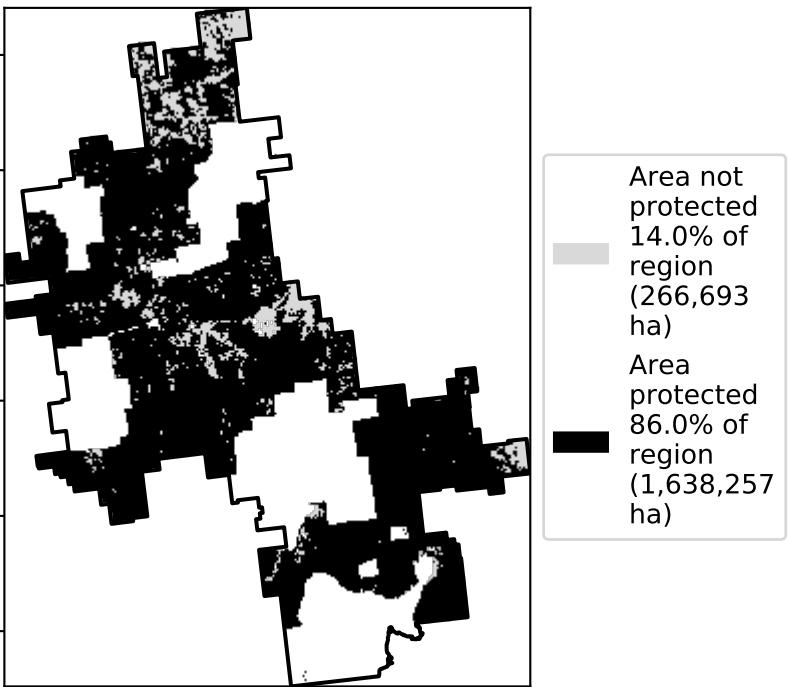 Area not
protected
14.0% of
region
(266,693
ha)
Area
protected
86.0% of
region
(1,638,257
ha)